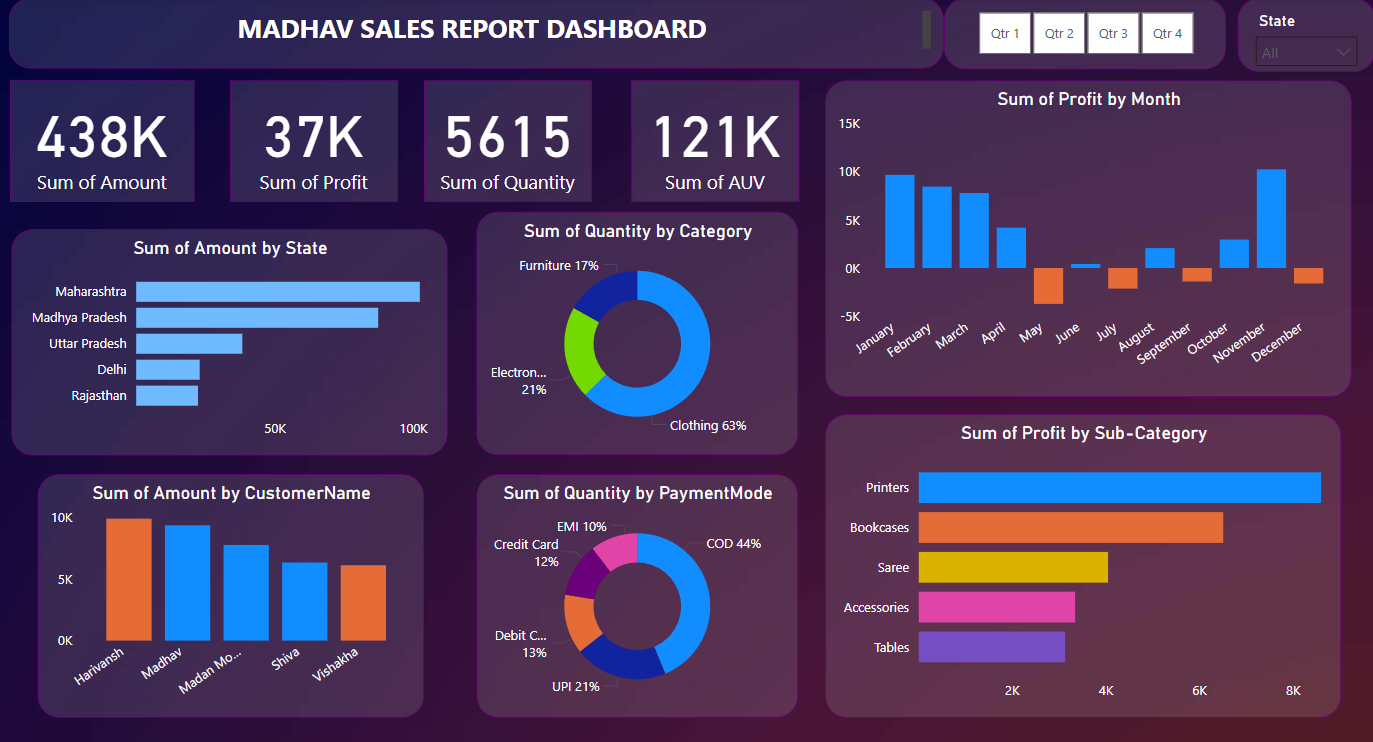 MADHAV SALES REPORT DASHBOARD
Qtr 1
Qtr 2
Qtr 3
Qtr 4
State
All
438K
Sum of Amount
37K
Sum of Profit
5615
Sum of Quantity
121K
Sum of AUV
Sum of Profit by Month
15K
10K
5K
0K
-5K
January
February
March
April
May
June
July
August
September
October
November
December
Sum of Amount by State
Maharashtra
Madhya Pradesh
Uttar Pradesh
Delhi
Rajasthan
50K
100K
Sum of Quantity by Category
Furniture 17%
Electron...
21%
Clothing 63%
Sum of Amount by CustomerName
10K
5K
0K
Harivansh
Madhav
Madan Mo...
Shiva
Vishakha
Sum of Quantity by PaymentMode
EMI 10%
Credit Card
12%
COD 44%
Debit C...
13%
UPI 21%
Sum of Profit by Sub-Category
Printers
Bookcases
Saree
Accessories
Tables
2K
4K
6K
8K